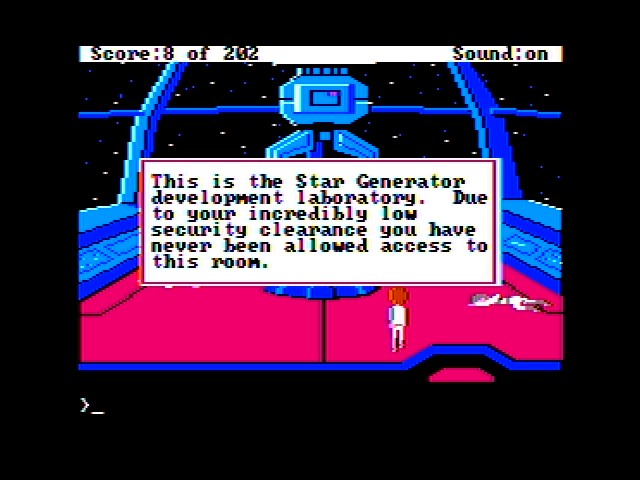 Score:8 of 202 Sound:on
This is the Star Generator
development laboratory. Due
to your incredibly low
security clearance you have
never been allowed access to
this room.
>_